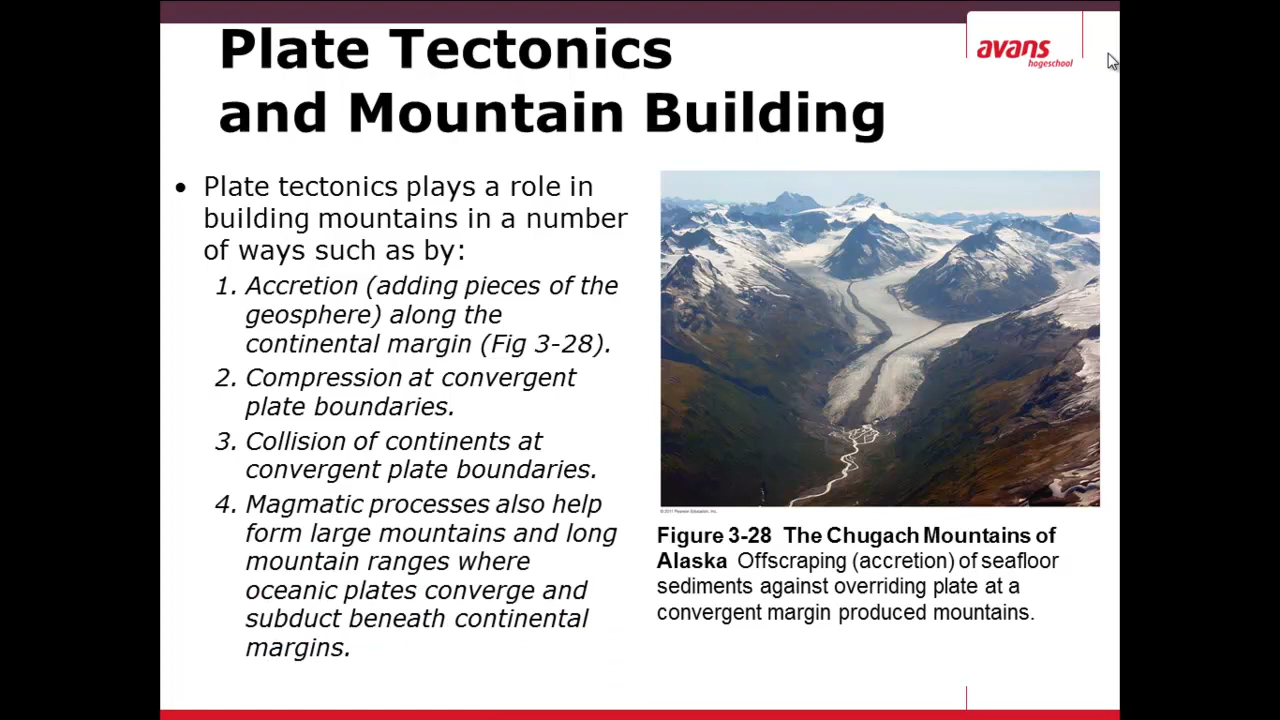 Plate Tectonics
and Mountain Building
avans
hogeschool
• Plate tectonics plays a role in
building mountains in a number
of ways such as by:
1. Accretion (adding pieces of the
geosphere) along the
continental margin (Fig 3-28).
2. Compression at convergent
plate boundaries.
3. Collision of continents at
convergent plate boundaries.
4. Magmatic processes also help
form large mountains and long
mountain ranges where
oceanic plates converge and
subduct beneath continental
margins.
© 2011 Pearson Education, Inc.
Figure 3-28 The Chugach Mountains of
Alaska Offscraping (accretion) of seafloor
sediments against overriding plate at a
convergent margin produced mountains.